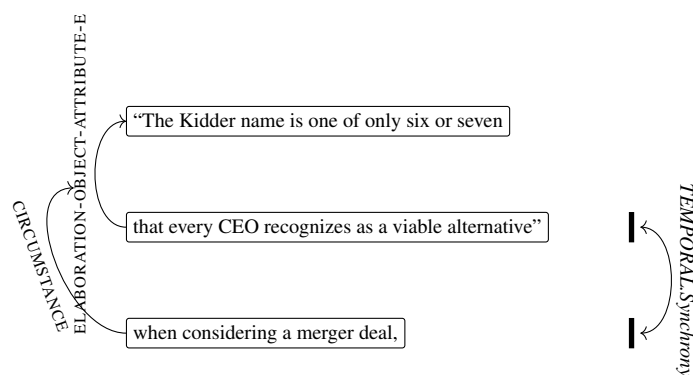 ELABORATION-OBJECT-ATTRIBUTE-E
CIRCUMSTANCE
“The Kidder name is one of only six or seven
that every CEO recognizes as a viable alternative”
when considering a merger deal,
TEMPORAL.Synchrony